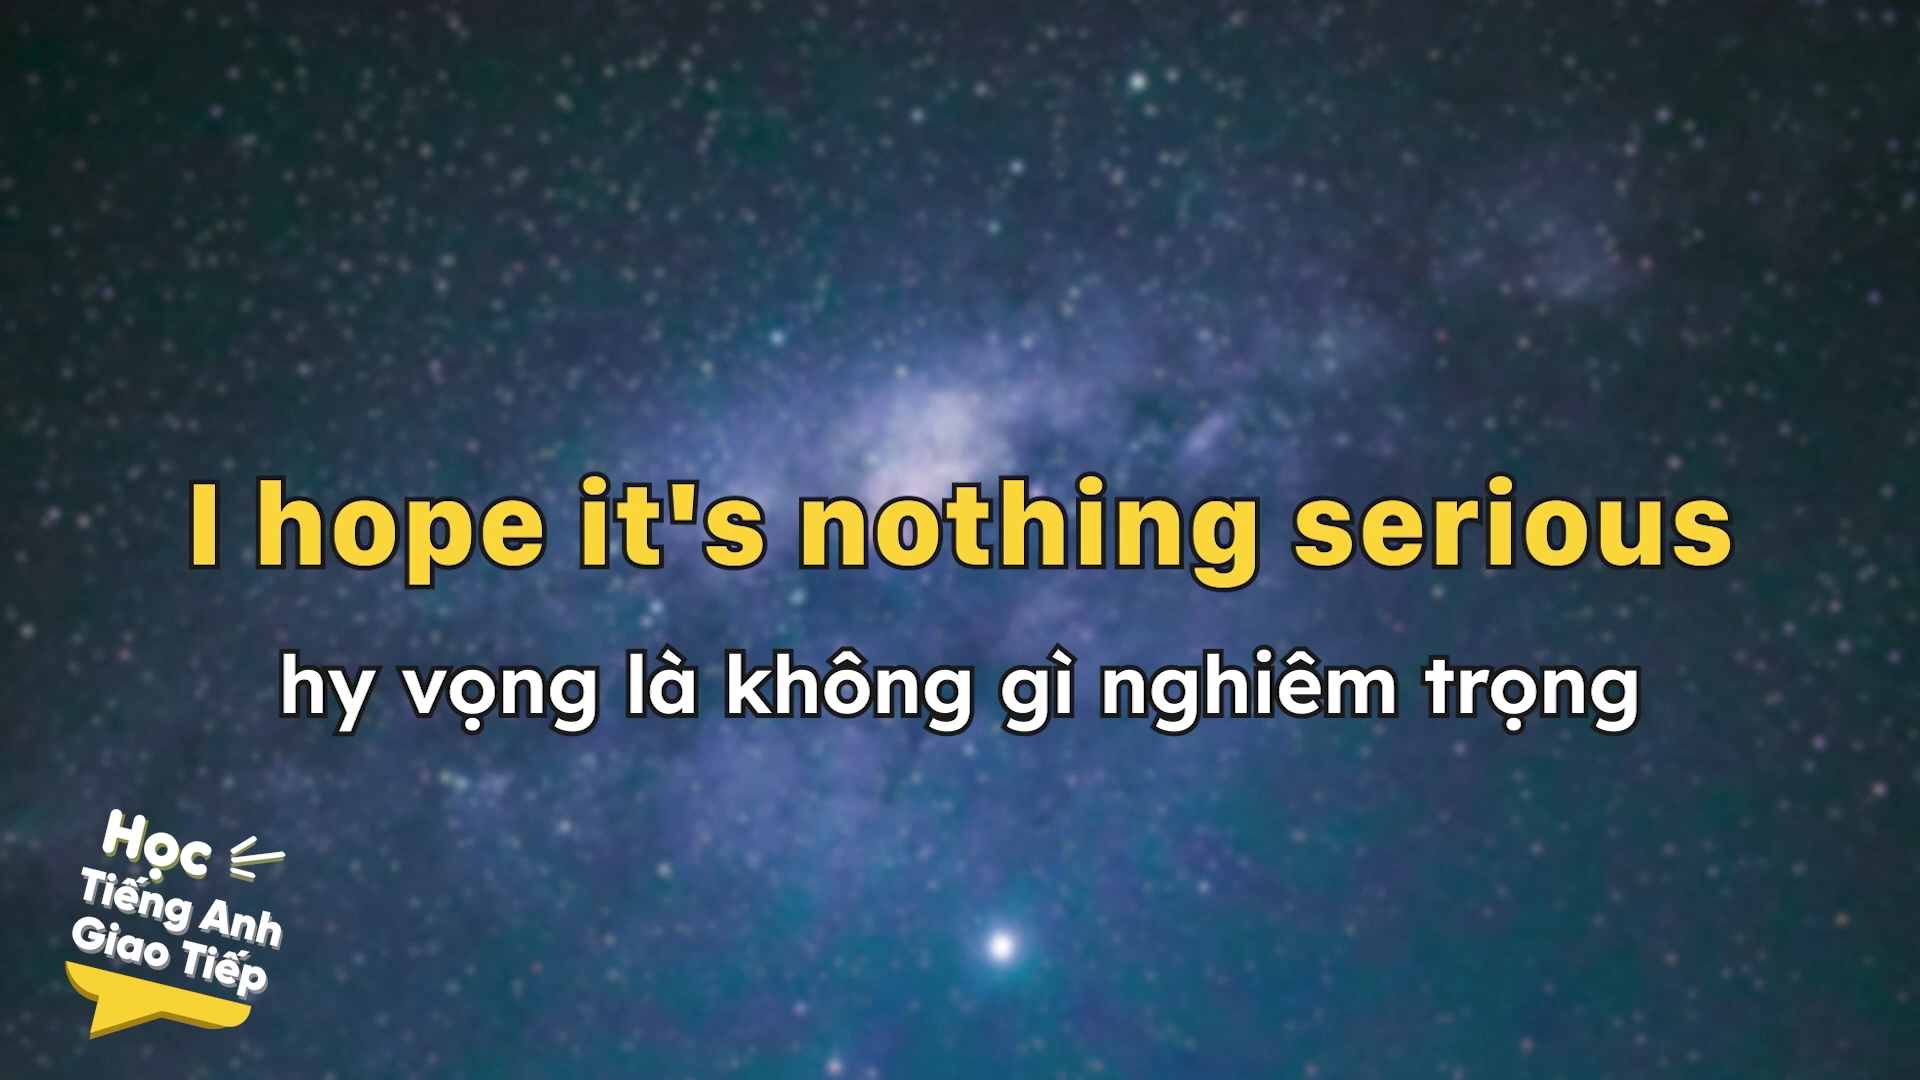 I hope it's nothing serious
hy vọng là không gì nghiêm trọng
Học
Tiếng Anh
Giao Tiếp